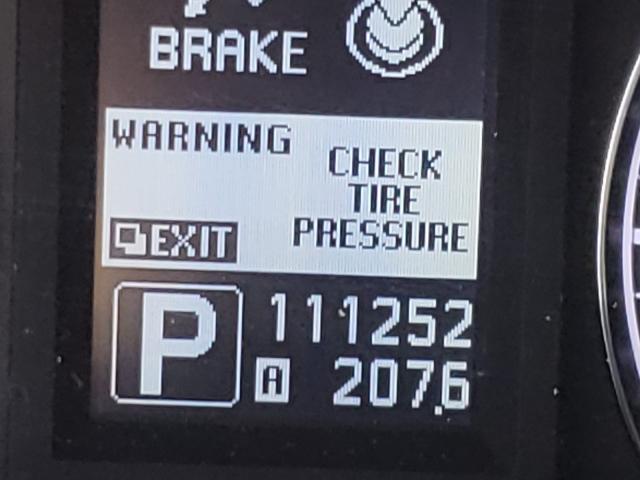 BRAKE
WARNING
CHECK
TIRE
PRESSURE
EXIT
P
111252
A 207.6